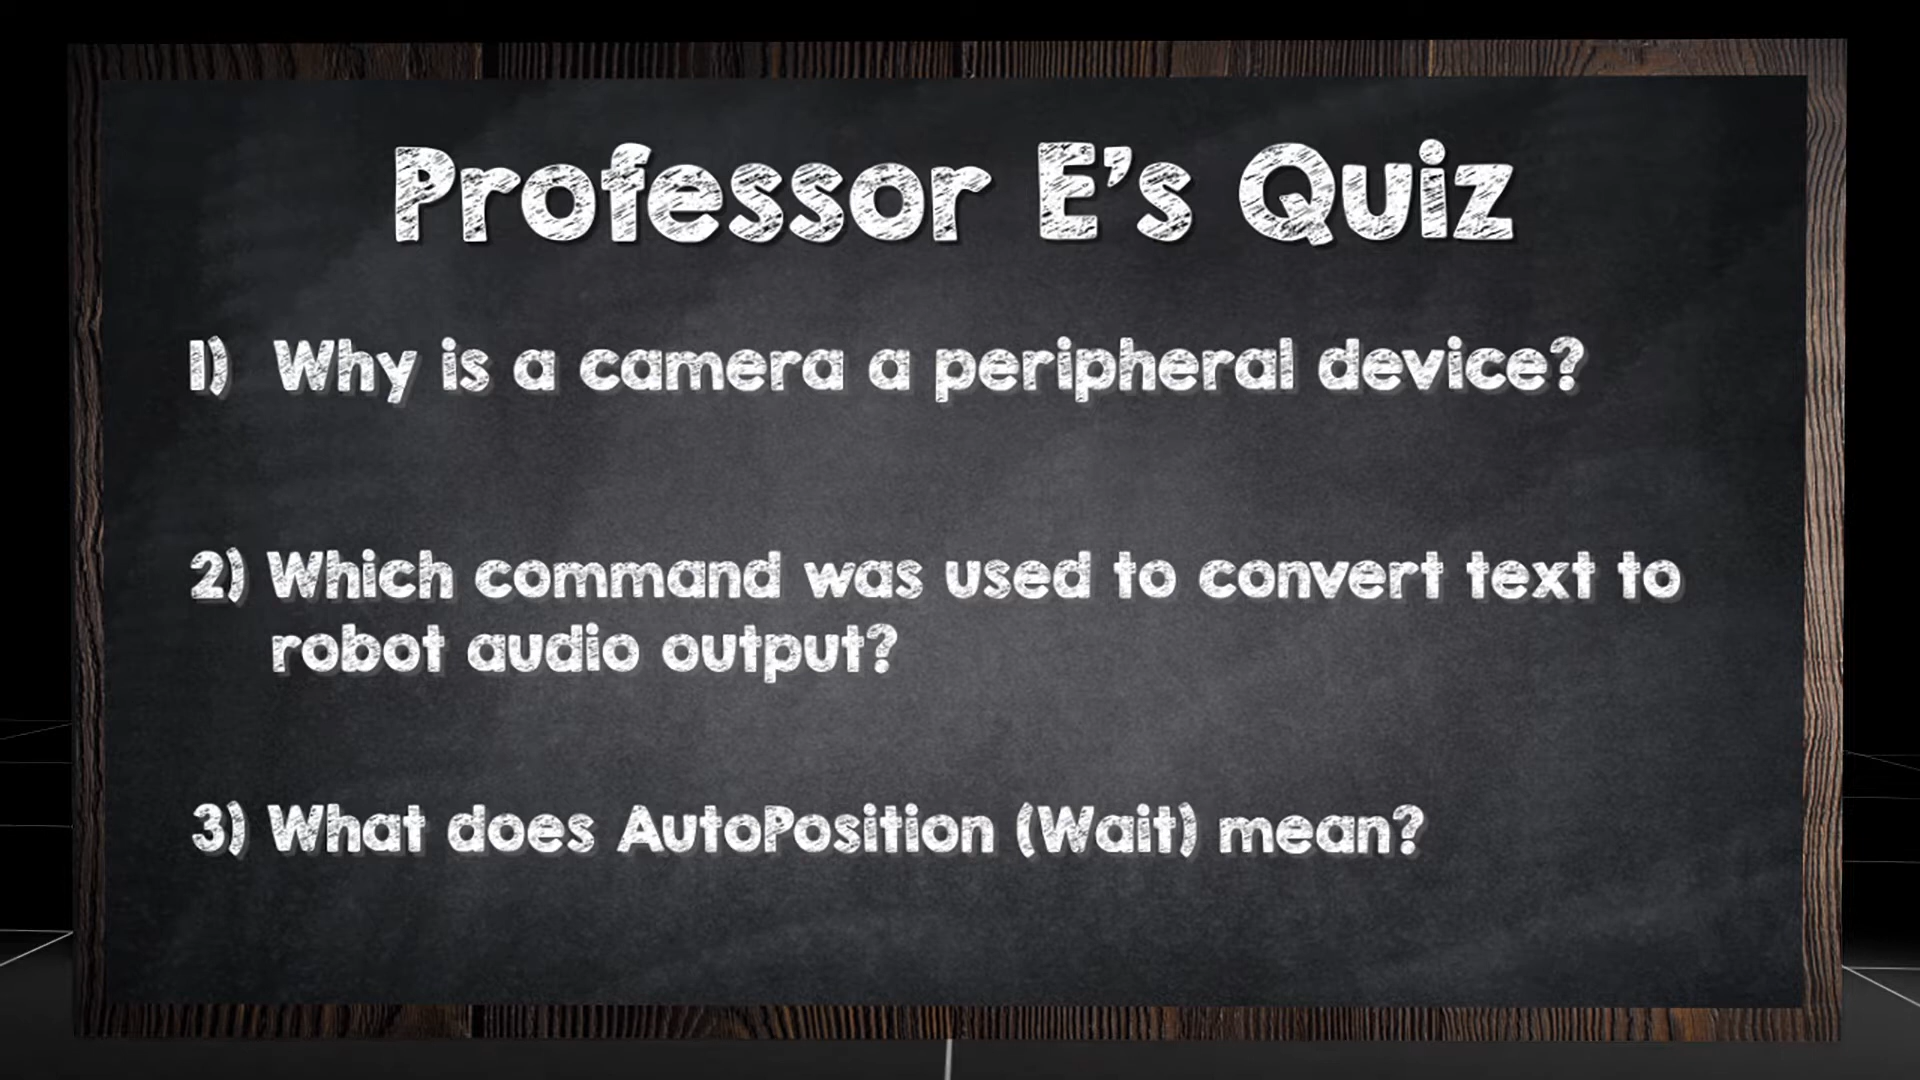 Professor E's Quiz
1) Why is a camera a peripheral device?
2) Which command was used to convert text to
robot audio output?
3) What does AutoPosition (Wait) mean?